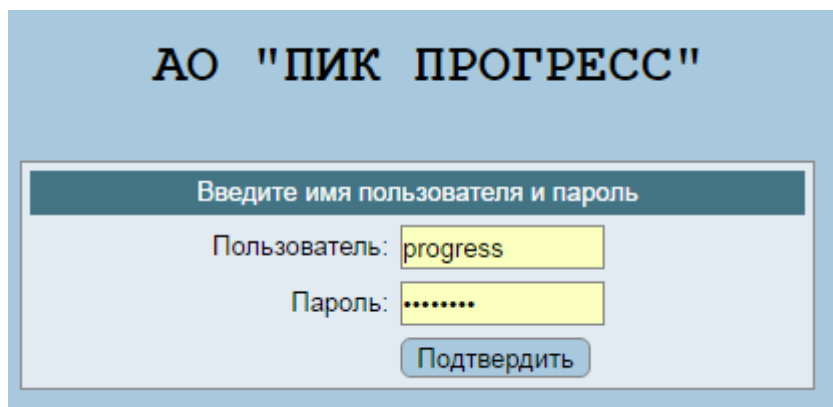 АО "ПИК ПРОГРЕСС"
Введите имя пользователя и пароль
Пользователь: progress
Пароль: ••••••••
Подтвердить